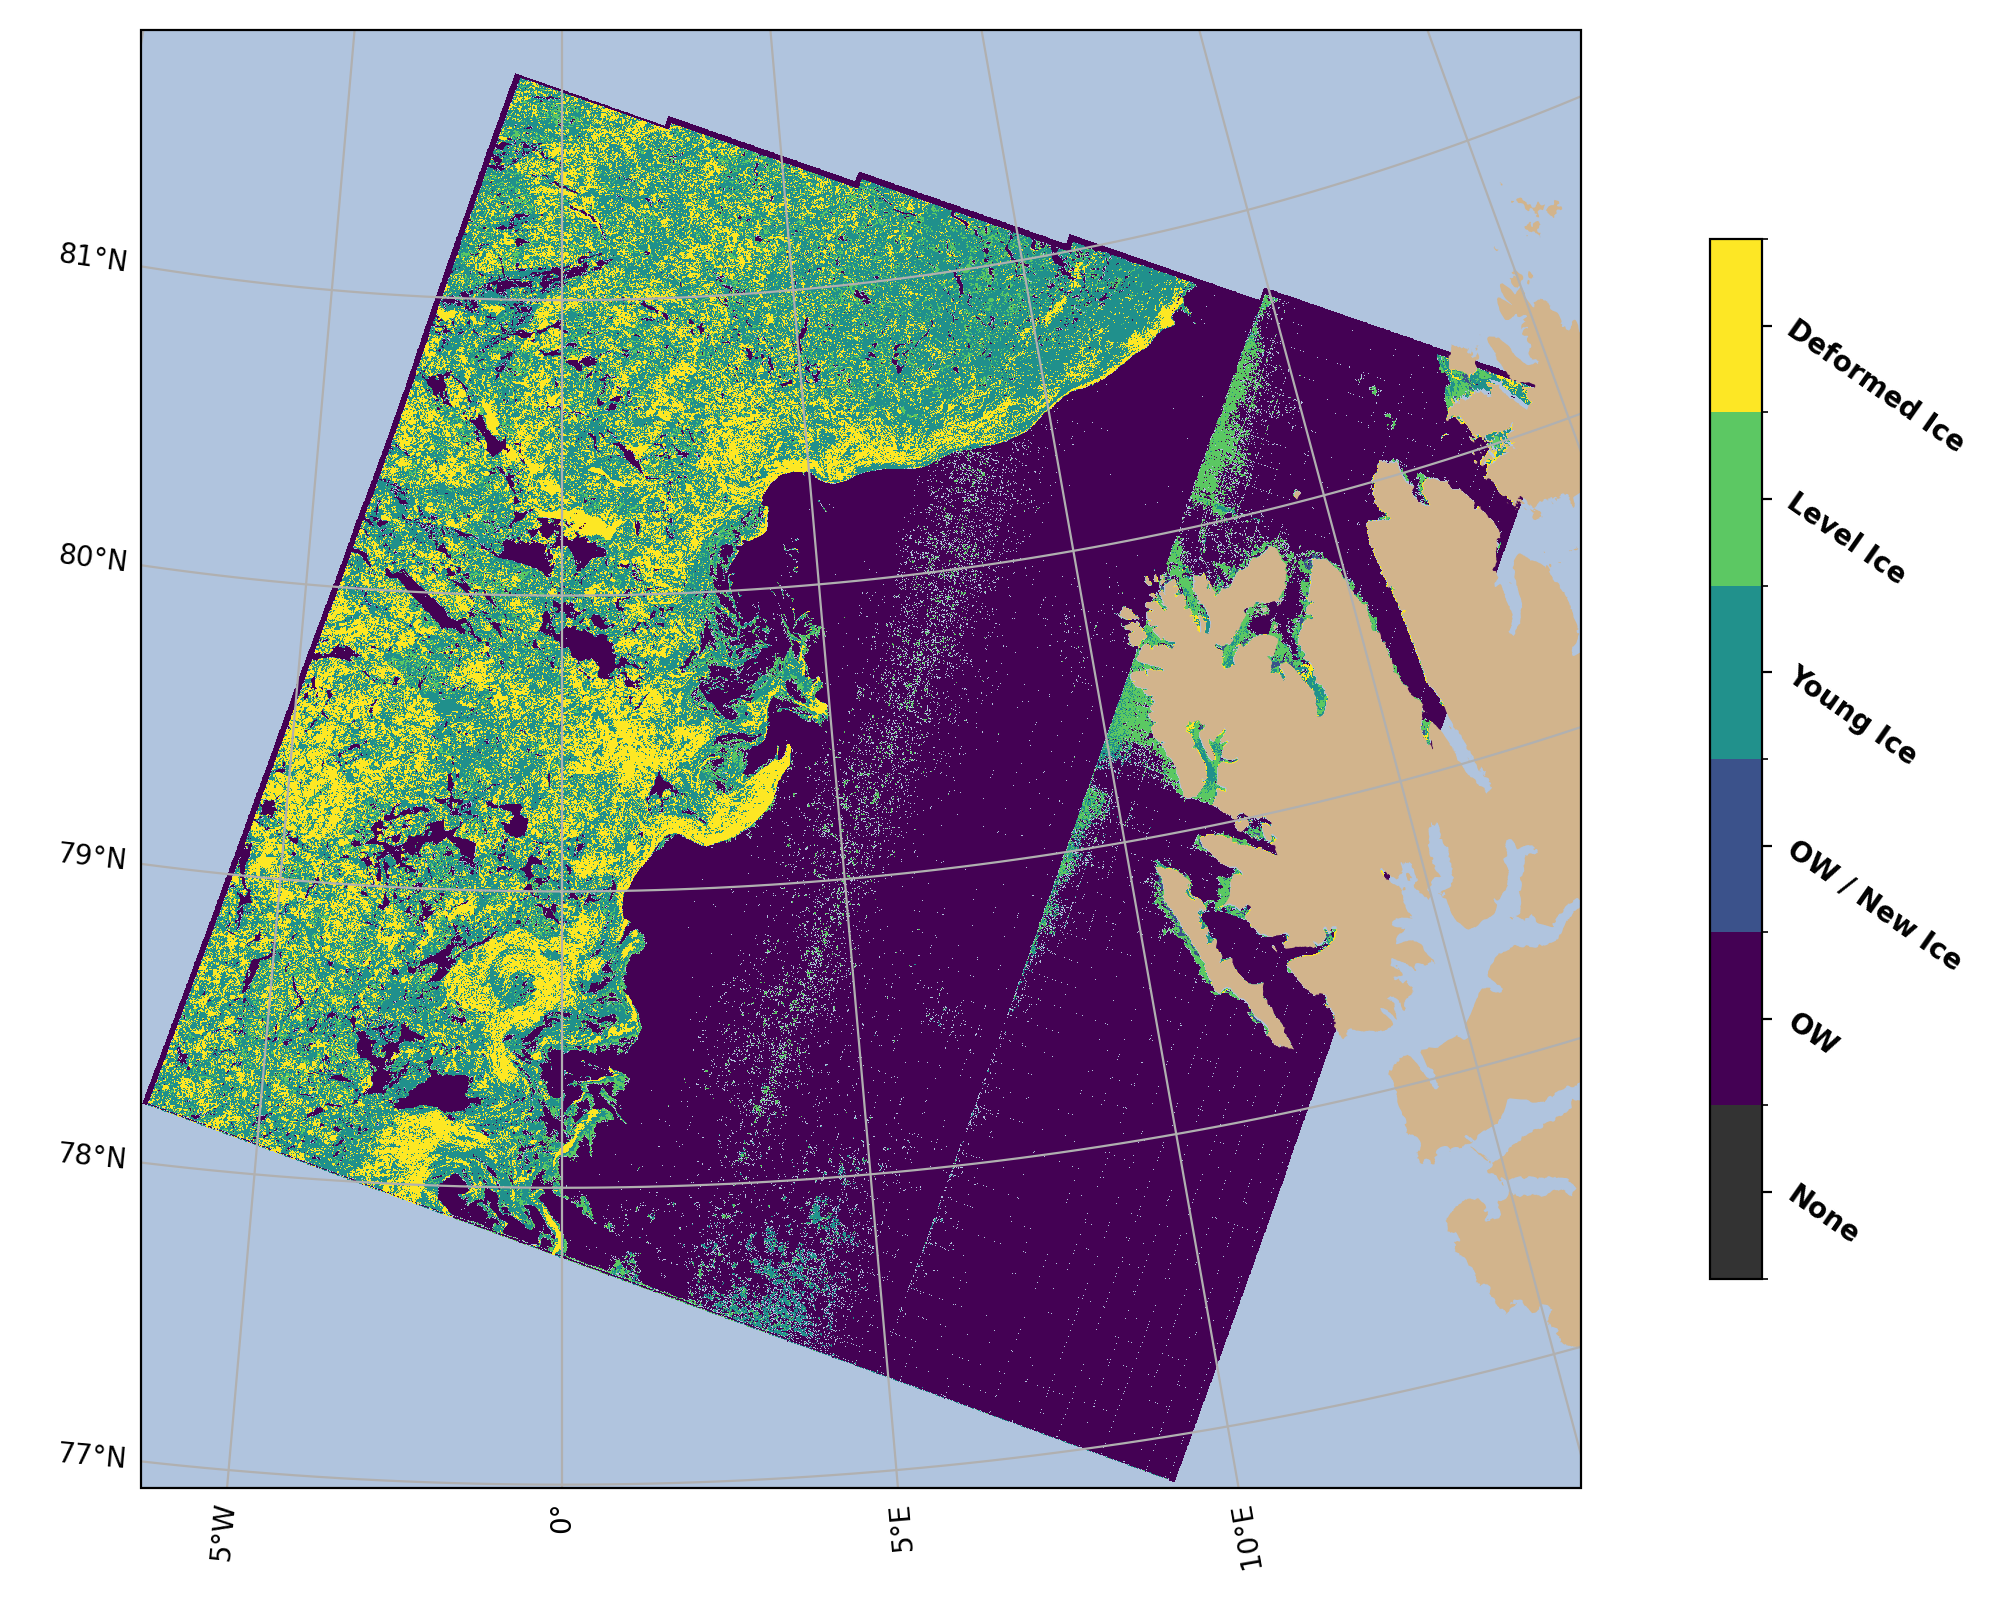 81°N
80°N
79°N
78°N
77°N
5°W
0°
5°E
10°E
Deformed Ice
Level Ice
Young Ice
OW / New Ice
OW
None